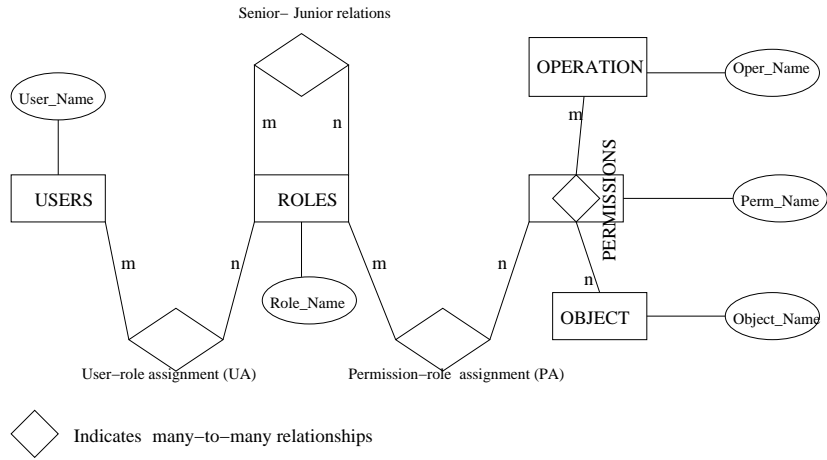 Senior− Junior relations
OPERATION
Oper_Name
User_Name
m
n
m
USERS
ROLES
PERMISSIONS
Perm_Name
m
n
m
n
n
Role_Name
OBJECT
Object_Name
User−role assignment (UA)
Permission−role assignment (PA)
Indicates many−to−many relationships